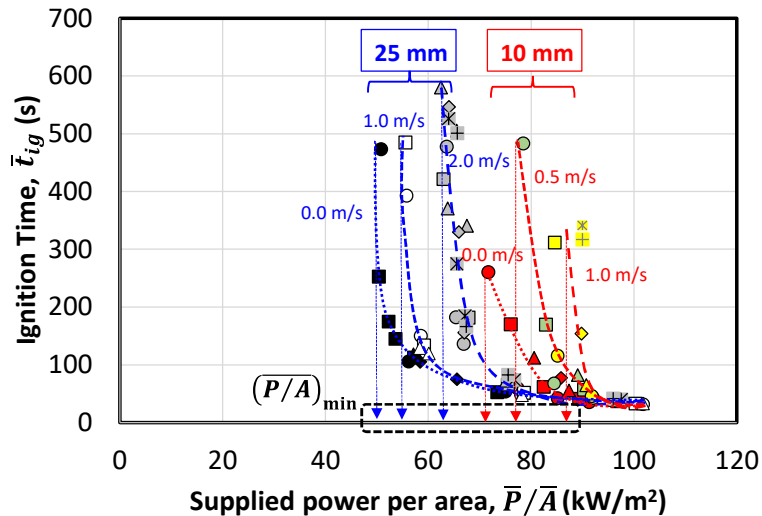 700
600
500
400
300
200
100
0
Ignition Time, t̄ig (s)
25 mm
10 mm
1.0 m/s
0.0 m/s
2.0 m/s
0.5 m/s
0.0 m/s
1.0 m/s
(P/A)min
0 20 40 60 80 100 120
Supplied power per area, P̄/Ā (kW/m²)